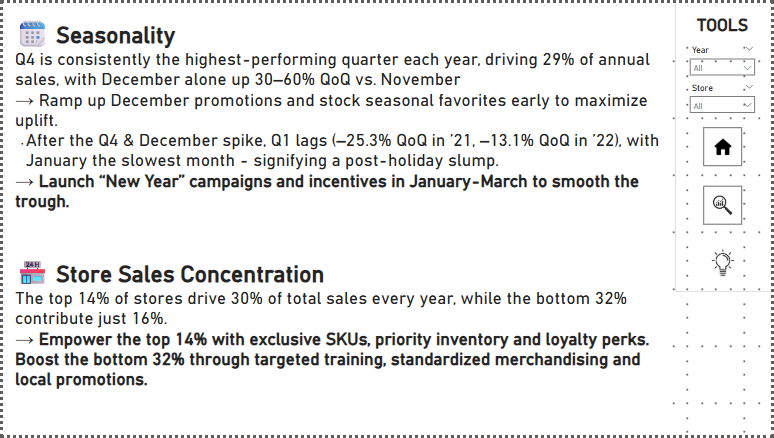 Seasonality
Q4 is consistently the highest-performing quarter each year, driving 29% of annual
sales, with December alone up 30–60% QoQ vs. November
→ Ramp up December promotions and stock seasonal favorites early to maximize
uplift.
After the Q4 & December spike, Q1 lags (–25.3% QoQ in ’21, –13.1% QoQ in ’22), with
January the slowest month - signifying a post-holiday slump.
→ Launch “New Year” campaigns and incentives in January-March to smooth the
trough.
24 H
Store Sales Concentration
The top 14% of stores drive 30% of total sales every year, while the bottom 32%
contribute just 16%.
→ Empower the top 14% with exclusive SKUs, priority inventory and loyalty perks.
Boost the bottom 32% through targeted training, standardized merchandising and
local promotions.
TOOLS
Year
All
Store
All